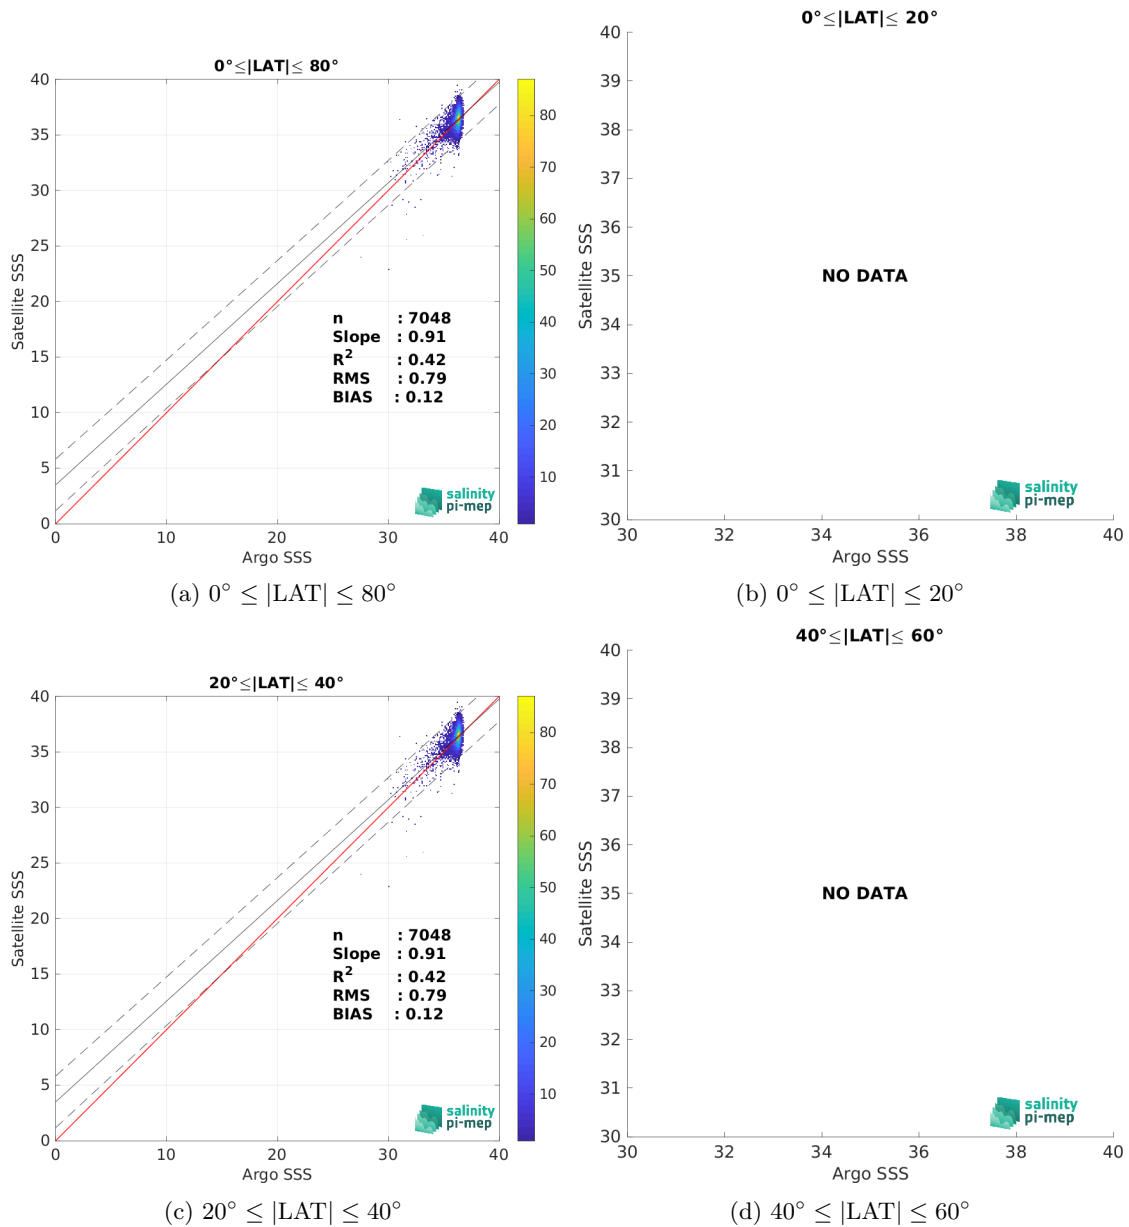 0°≤|LAT|≤ 80°
40
35
30
25
20
15
10
5
0
0
10
20
30
40
Satellite SSS
Argo SSS
80
70
60
50
40
30
20
10
n : 7048
Slope : 0.91
R² : 0.42
RMS : 0.79
BIAS : 0.12
salinity
pi-mep
(a) 0° ≤ |LAT| ≤ 80°
0°≤|LAT|≤ 20°
40
39
38
37
36
35
34
33
32
31
30
30
32
34
36
38
40
Satellite SSS
Argo SSS
NO DATA
salinity
pi-mep
(b) 0° ≤ |LAT| ≤ 20°
20°≤|LAT|≤ 40°
40
35
30
25
20
15
10
5
0
0
10
20
30
40
Satellite SSS
Argo SSS
80
70
60
50
40
30
20
10
n : 7048
Slope : 0.91
R² : 0.42
RMS : 0.79
BIAS : 0.12
salinity
pi-mep
(c) 20° ≤ |LAT| ≤ 40°
40°≤|LAT|≤ 60°
40
39
38
37
36
35
34
33
32
31
30
30
32
34
36
38
40
Satellite SSS
Argo SSS
NO DATA
salinity
pi-mep
(d) 40° ≤ |LAT| ≤ 60°